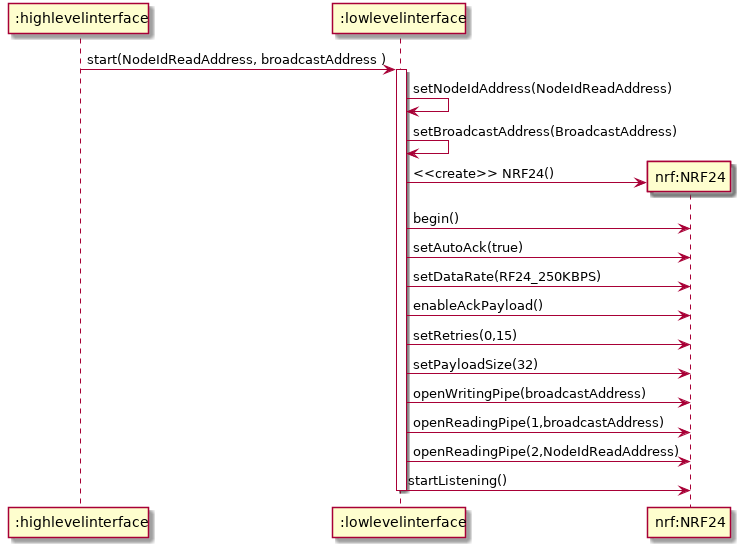 :highlevelinterface :lowlevelinterface
start(NodeIdReadAddress, broadcastAddress )
setNodeIdAddress(NodeIdReadAddress)
setBroadcastAddress(BroadcastAddress)
<<create>> NRF24()
nrf:NRF24
begin()
setAutoAck(true)
setDataRate(RF24_250KBPS)
enableAckPayload()
setRetries(0,15)
setPayloadSize(32)
openWritingPipe(broadcastAddress)
openReadingPipe(1,broadcastAddress)
openReadingPipe(2,NodeIdReadAddress)
startListening()
:highlevelinterface :lowlevelinterface nrf:NRF24